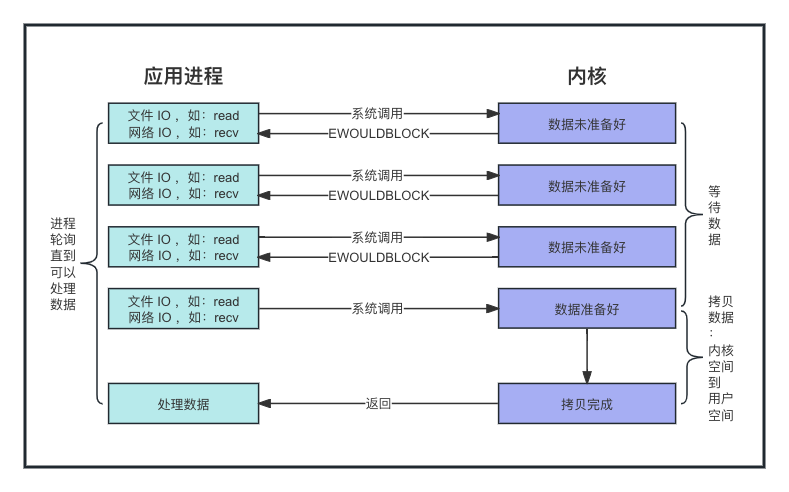 应用进程
内核
文件 IO ，如：read
网络 IO ，如：recv
系统调用
EWOULDBLOCK
数据未准备好
文件 IO ，如：read
网络 IO ，如：recv
系统调用
EWOULDBLOCK
数据未准备好
文件 IO ，如：read
网络 IO ，如：recv
系统调用
EWOULDBLOCK
数据未准备好
文件 IO ，如：read
网络 IO ，如：recv
系统调用
数据准备好
处理数据
返回
拷贝完成
进程
轮询
直到
可以
处理
数据
等
待
数
据
拷贝
数据
：
内核
空间
到
用户
空间